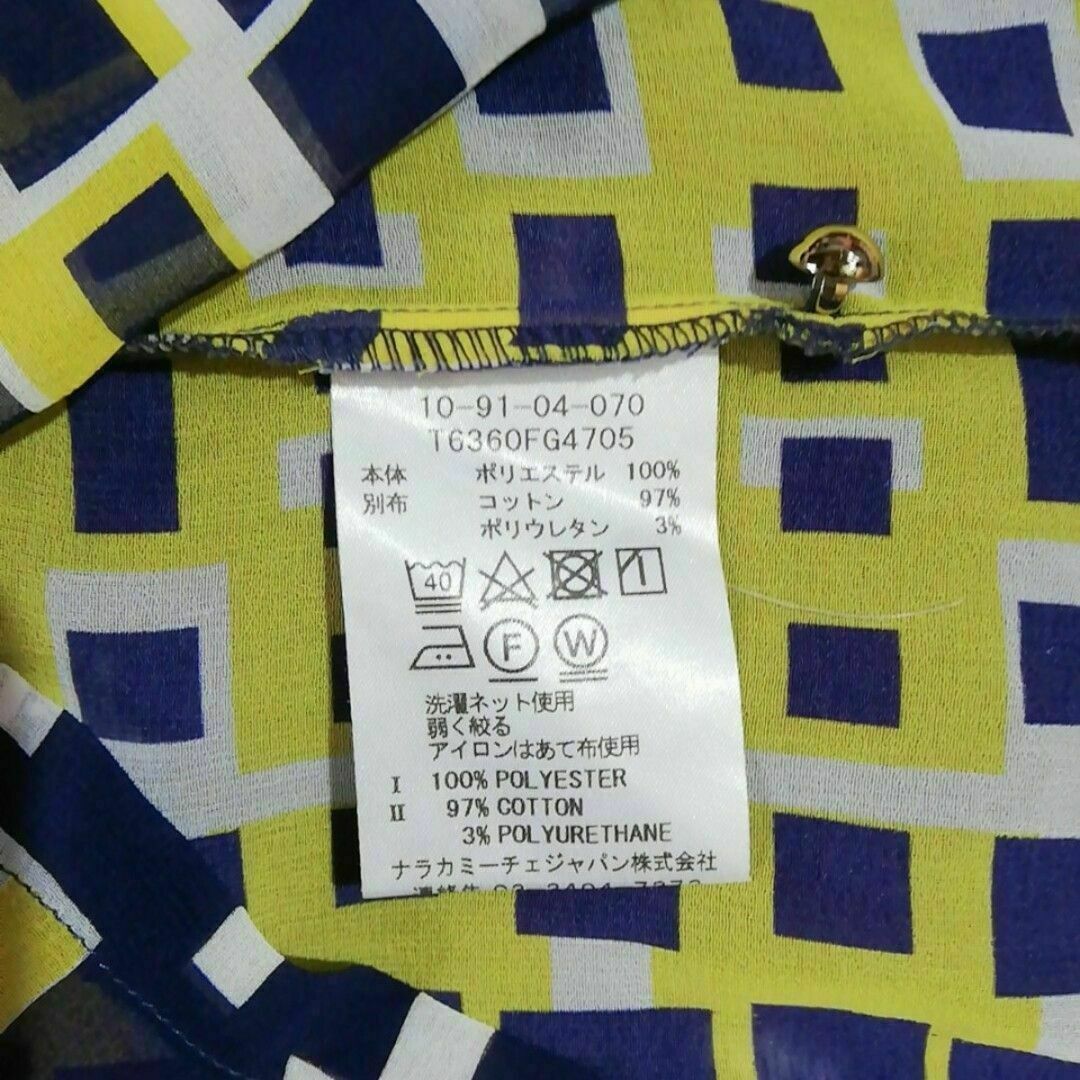 10-91-04-070
T6360FG4705
本体 ポリエステル 100%
別布 コットン 97%
ポリウレタン 3%
40
F W
洗濯ネット使用
弱く絞る
アイロンはあて布使用
I 100% POLYESTER
II 97% COTTON
3% POLYURETHANE
ナラカミーチェジャパン株式会社